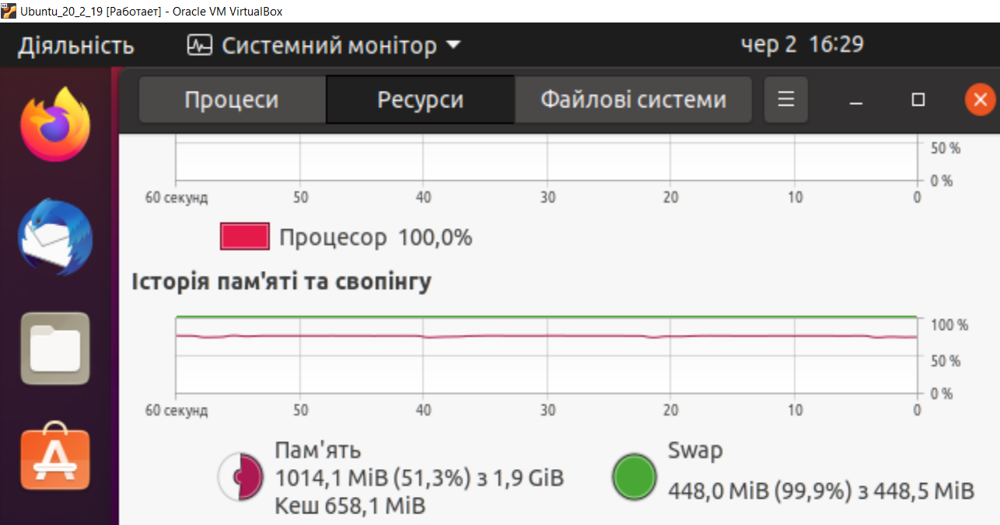 Ubuntu_20_2_19 [Работает] - Oracle VM VirtualBox
Діяльність Системний монітор чер 2 16:29
Процеси Ресурси Файлові системи
50 %
0 %
60 секунд 50 40 30 20 10 0
Процесор 100,0%
Історія пам'яті та свопінгу
100 %
50 %
0 %
60 секунд 50 40 30 20 10 0
Пам'ять
1014,1 MiB (51,3%) з 1,9 GiB
Кеш 658,1 MiB
Swap
448,0 MiB (99,9%) з 448,5 MiB